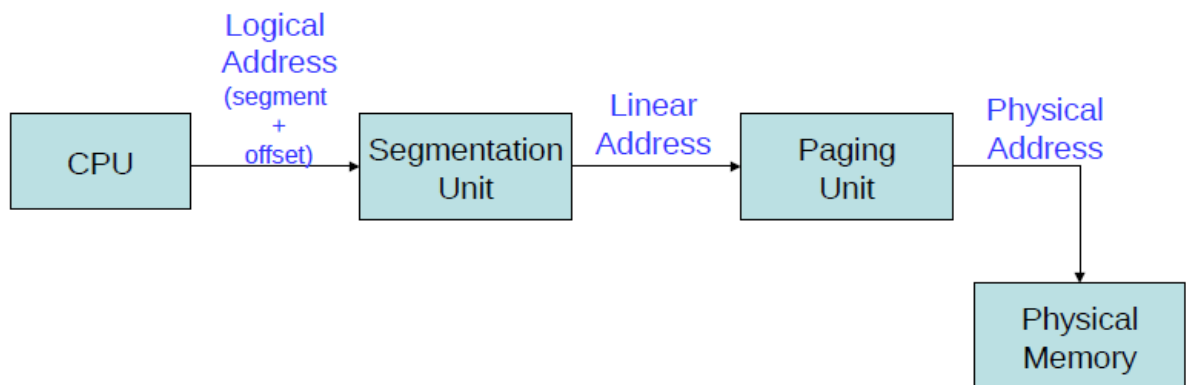 Logical
Address
(segment
+
offset)
CPU
Segmentation
Unit
Linear
Address
Paging
Unit
Physical
Address
Physical
Memory